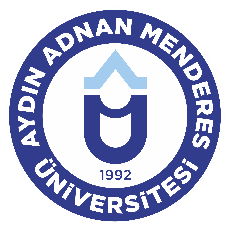 AYDIN ADNAN MENDERES
ÜNİVERSİTESİ
1992